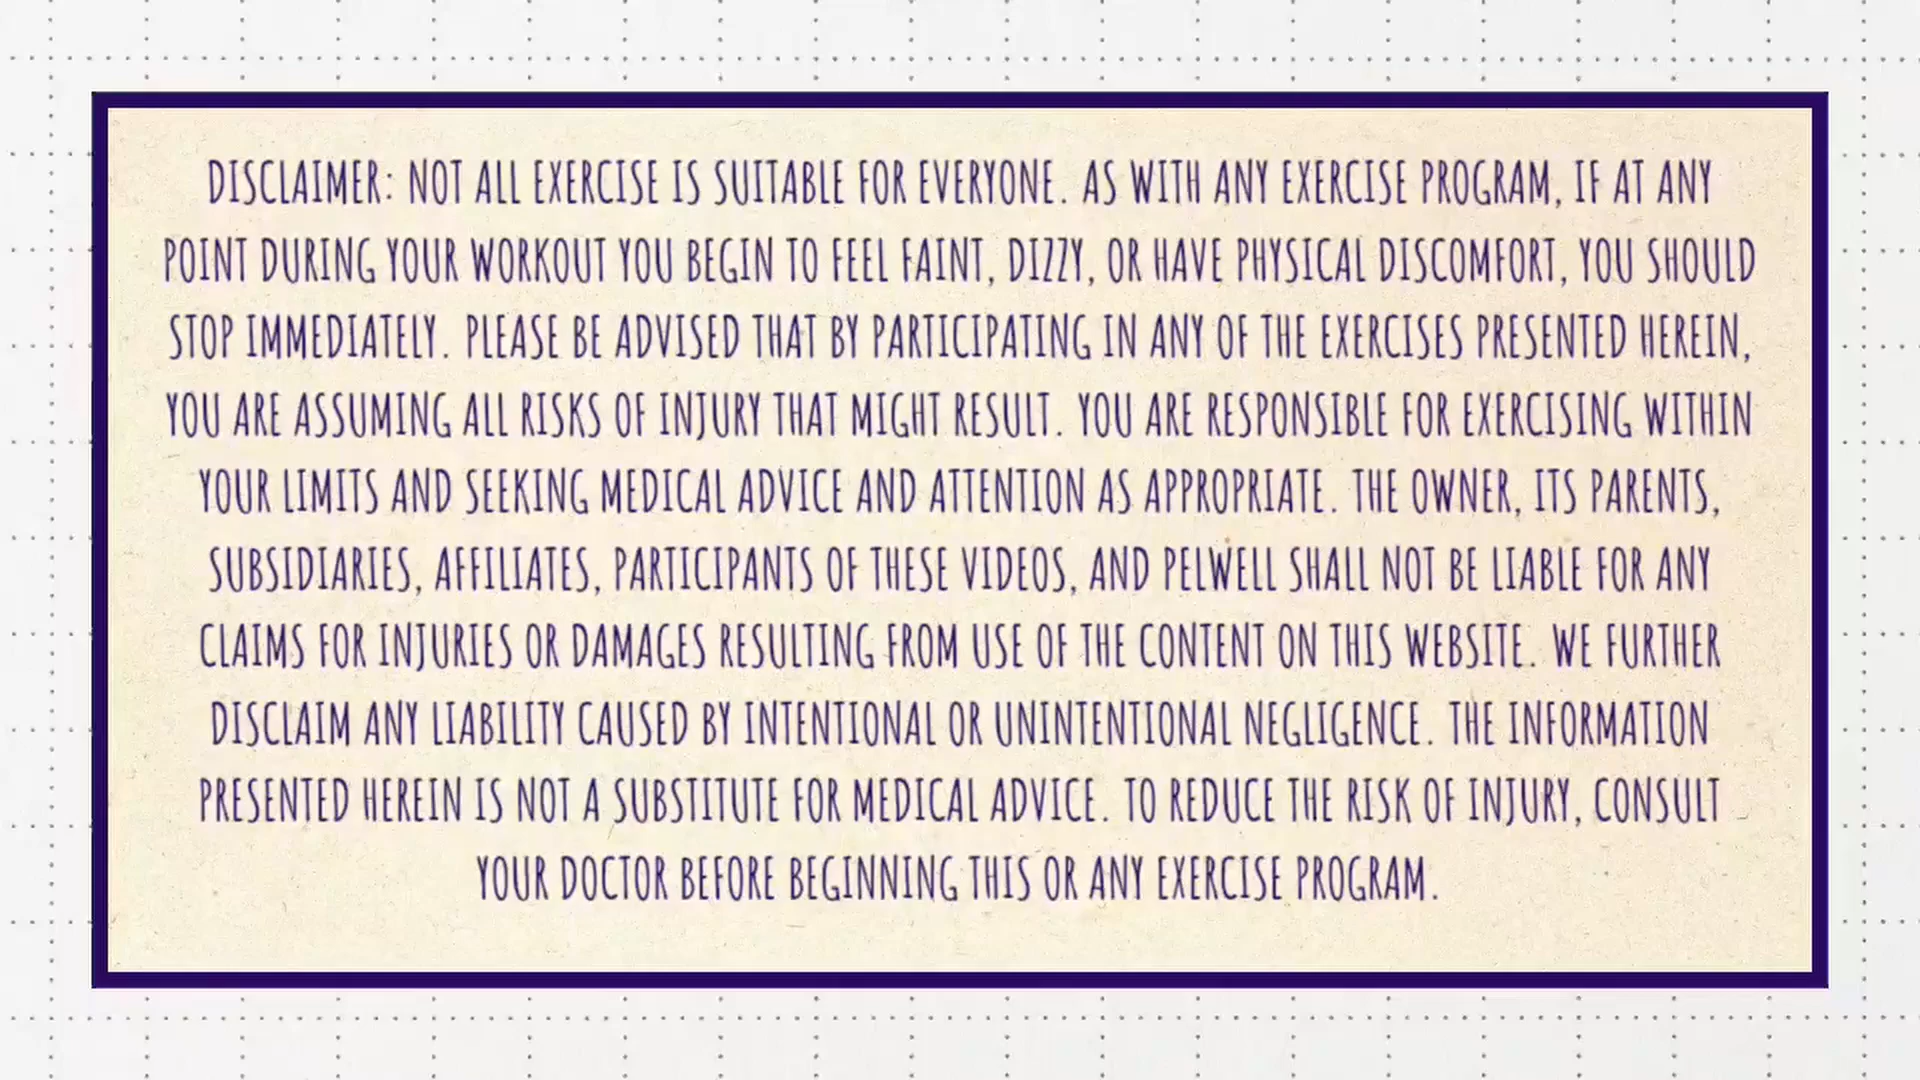 DISCLAIMER: NOT ALL EXERCISE IS SUITABLE FOR EVERYONE. AS WITH ANY EXERCISE PROGRAM, IF AT ANY
POINT DURING YOUR WORKOUT YOU BEGIN TO FEEL FAINT, DIZZY, OR HAVE PHYSICAL DISCOMFORT, YOU SHOULD
STOP IMMEDIATELY. PLEASE BE ADVISED THAT BY PARTICIPATING IN ANY OF THE EXERCISES PRESENTED HEREIN,
YOU ARE ASSUMING ALL RISKS OF INJURY THAT MIGHT RESULT. YOU ARE RESPONSIBLE FOR EXERCISING WITHIN
YOUR LIMITS AND SEEKING MEDICAL ADVICE AND ATTENTION AS APPROPRIATE. THE OWNER, ITS PARENTS,
SUBSIDIARIES, AFFILIATES, PARTICIPANTS OF THESE VIDEOS, AND PELWELL SHALL NOT BE LIABLE FOR ANY
CLAIMS FOR INJURIES OR DAMAGES RESULTING FROM USE OF THE CONTENT ON THIS WEBSITE. WE FURTHER
DISCLAIM ANY LIABILITY CAUSED BY INTENTIONAL OR UNINTENTIONAL NEGLIGENCE. THE INFORMATION
PRESENTED HEREIN IS NOT A SUBSTITUTE FOR MEDICAL ADVICE. TO REDUCE THE RISK OF INJURY, CONSULT
YOUR DOCTOR BEFORE BEGINNING THIS OR ANY EXERCISE PROGRAM.